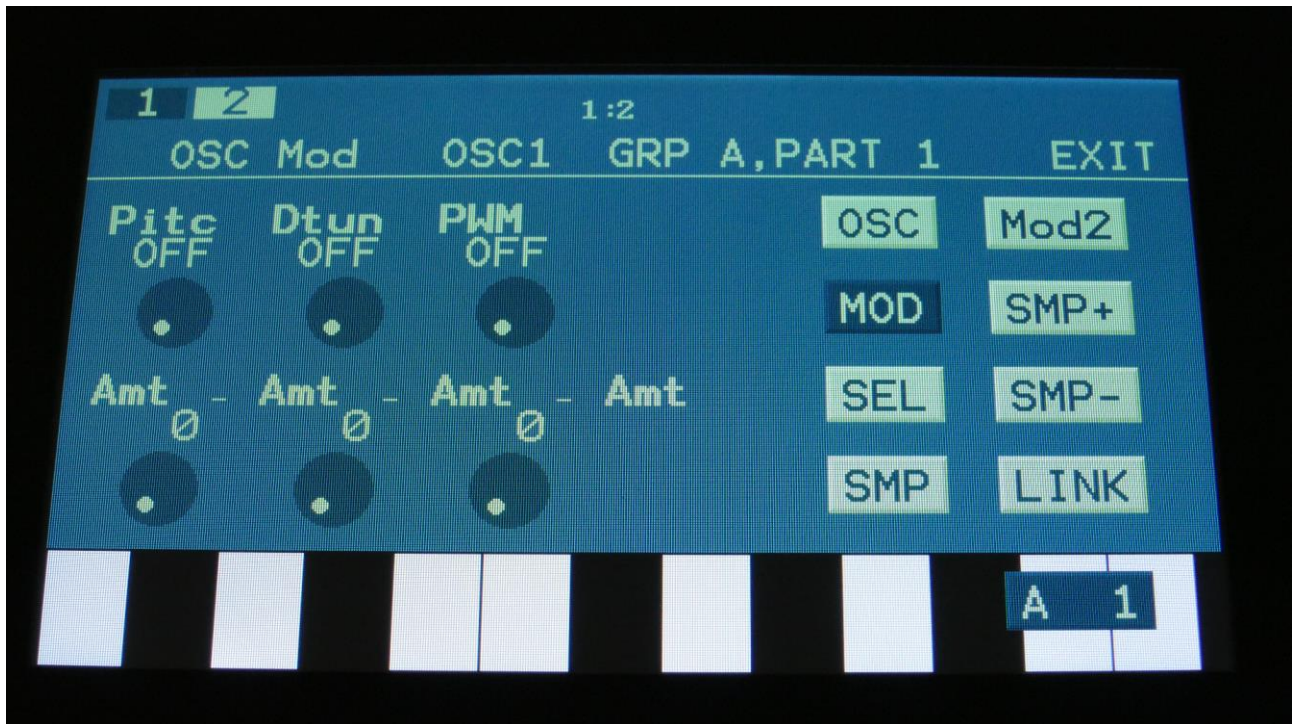 1 2 1:2
OSC Mod OSC1 GRP A,PART 1 EXIT
Pitc Dtun PWM OSC Mod2
OFF OFF OFF
MOD SMP+
Amt - Amt - Amt - Amt SEL SMP-
0 0 0
SMP LINK
A 1